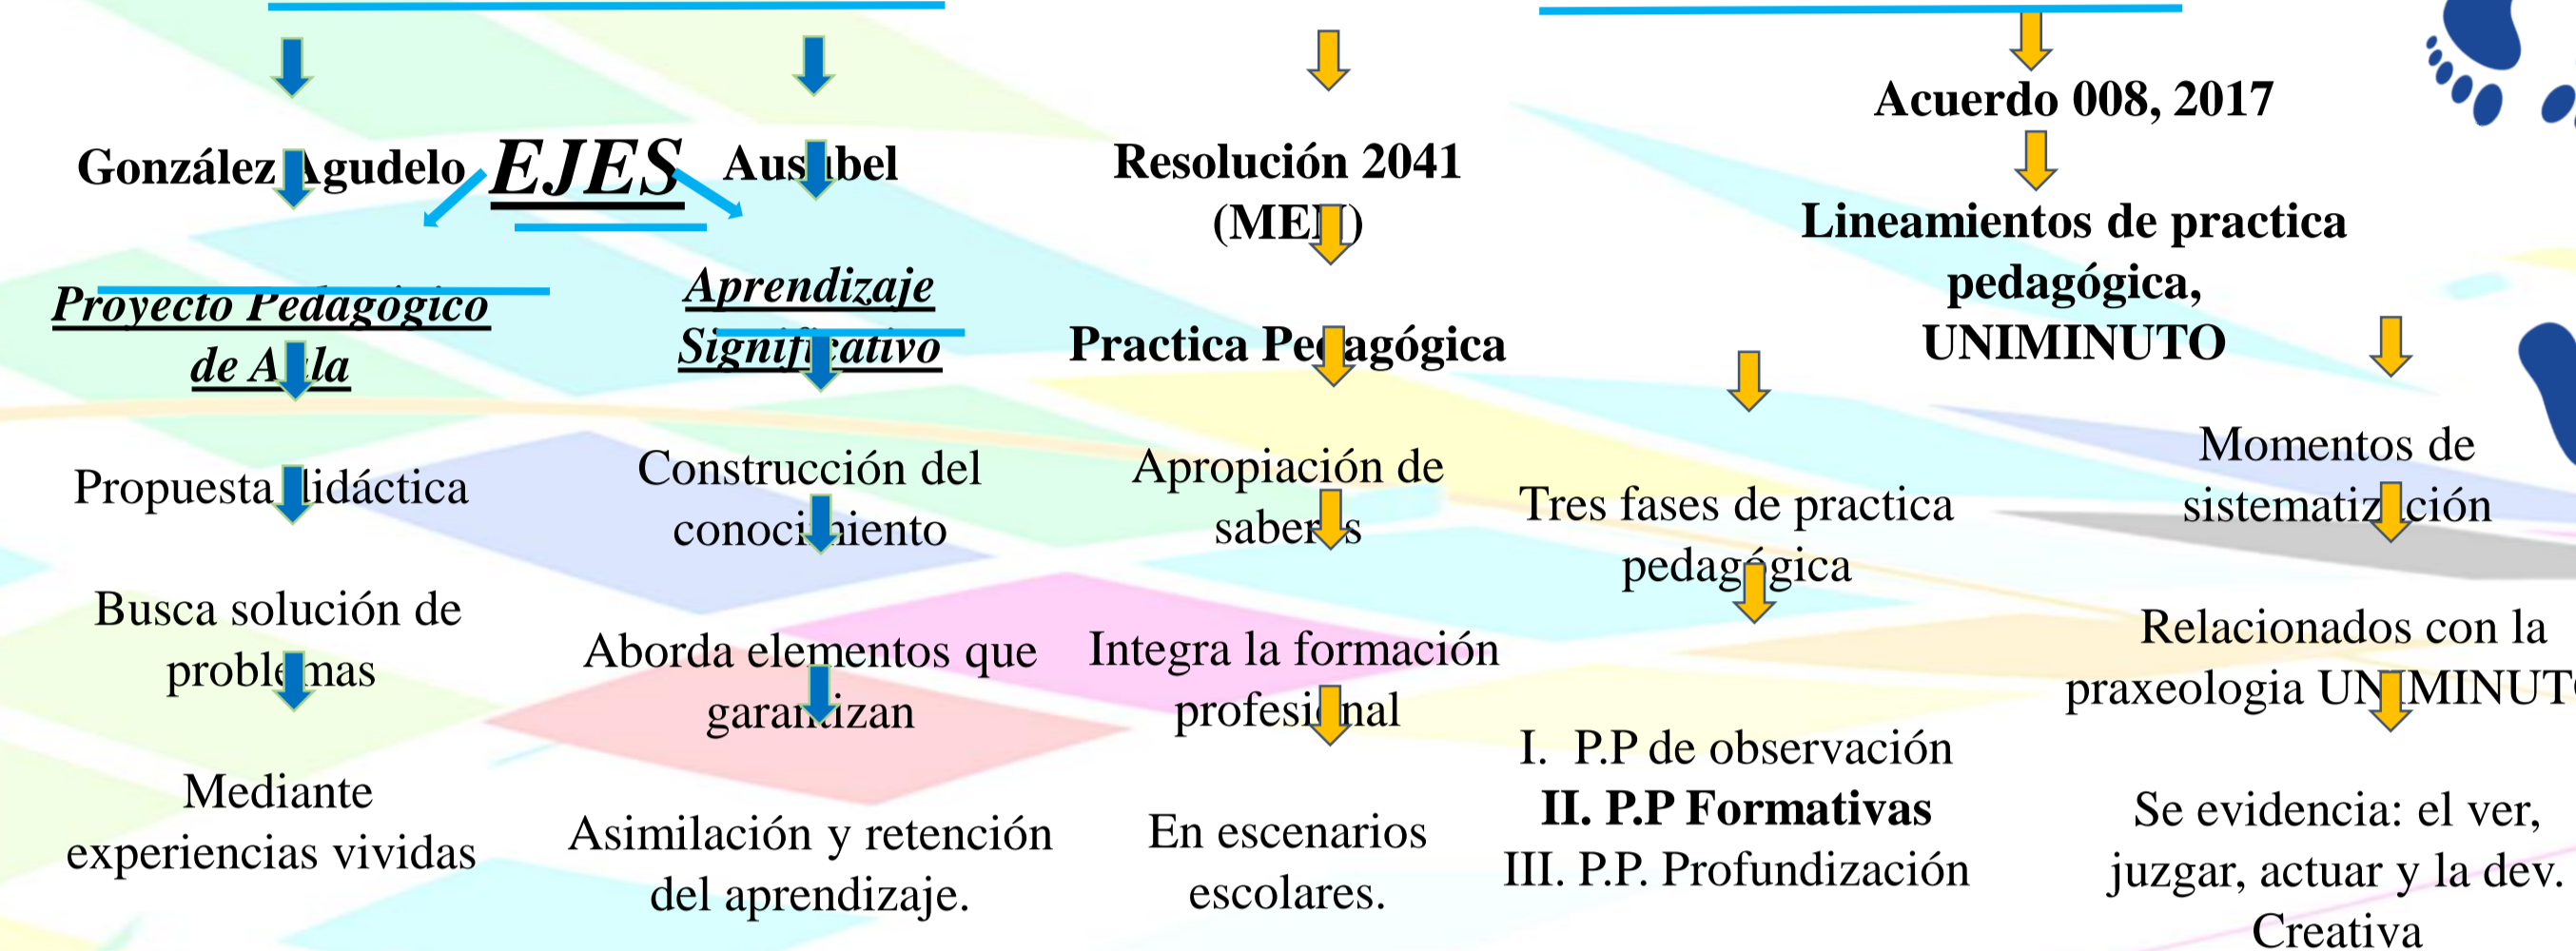 González Agudelo
EJES
Ausubel
Proyecto Pedagógico
de Aula
Aprendizaje
Significativo
Propuesta didáctica
Construcción del
conocimiento
Busca solución de
problemas
Aborda elementos que
garantizan
Mediante
experiencias vividas
Asimilación y retención
del aprendizaje.
Resolución 2041
(MEN)
Practica Pedagógica
Apropiación de
saberes
Integra la formación
profesional
En escenarios
escolares.
Acuerdo 008, 2017
Lineamientos de practica
pedagógica,
UNIMINUTO
Tres fases de practica
pedagógica
I. P.P de observación
II. P.P Formativas
III. P.P. Profundización
Momentos de
sistematización
Relacionados con la
praxeologia UNIMINUTO
Se evidencia: el ver,
juzgar, actuar y la dev.
Creativa